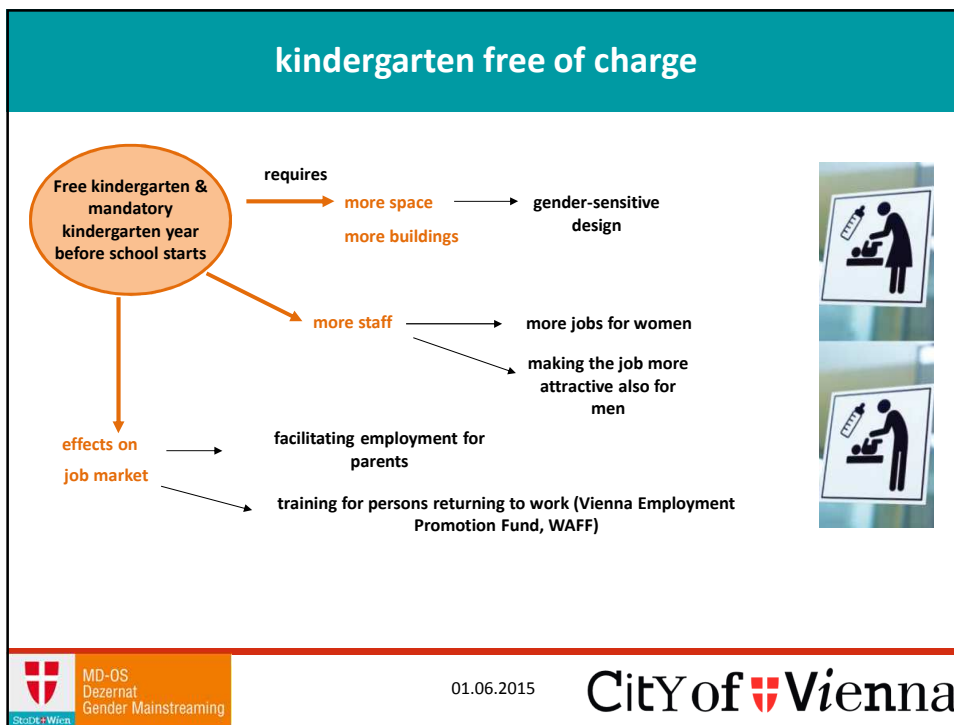 kindergarten free of charge
Free kindergarten &
mandatory
kindergarten year
before school starts
requires
more space
more buildings
gender-sensitive
design
more staff
more jobs for women
making the job more
attractive also for
men
effects on
job market
facilitating employment for
parents
training for persons returning to work (Vienna Employment
Promotion Fund, WAFF)
MD-OS
Dezernat
Gender Mainstreaming
StaDt Wien
01.06.2015
CitY of Vienna